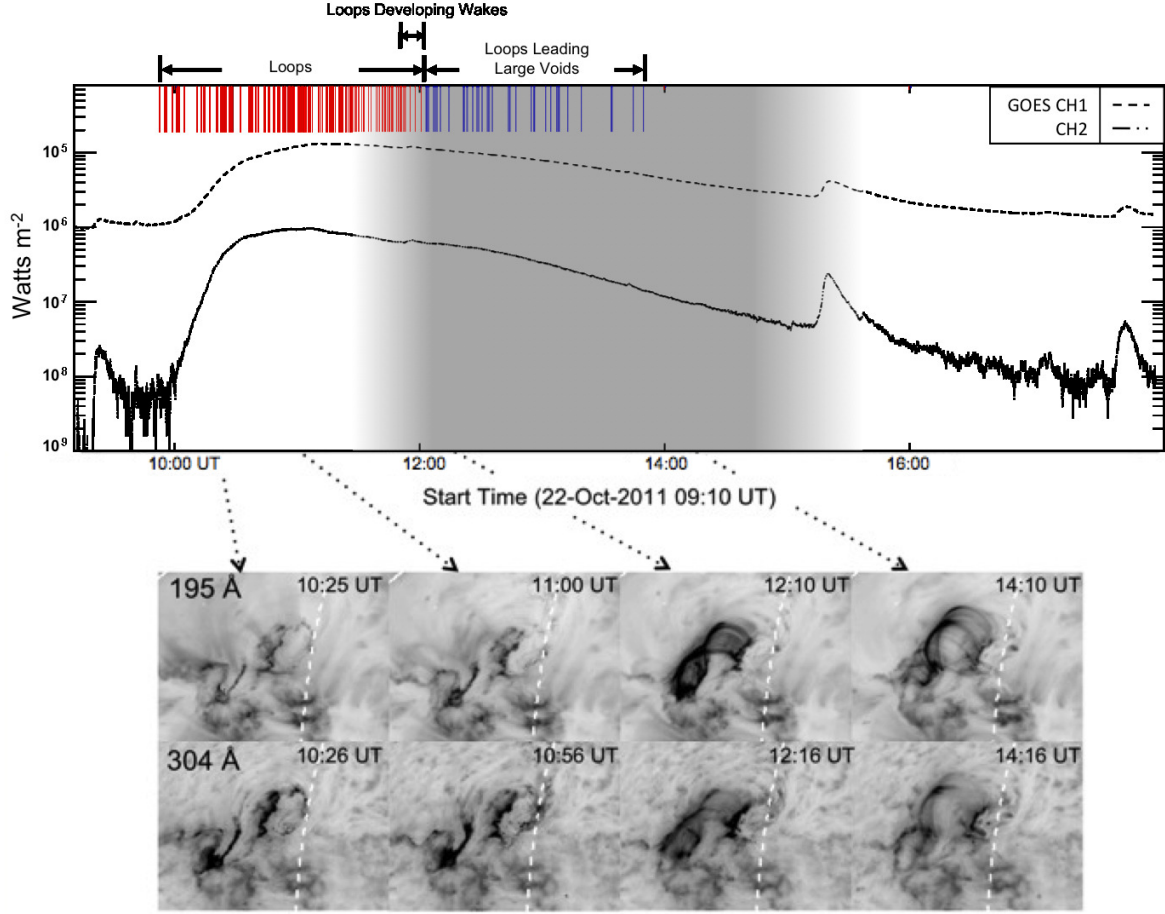 Loops Developing Wakes
Loops
Loops Leading
Large Voids
GOES CH1
CH2
Watts m-2
10^5
10^6
10^7
10^8
10^9
10:00 UT
12:00
14:00
16:00
Start Time (22-Oct-2011 09:10 UT)
195 Å
10:25 UT
11:00 UT
12:10 UT
14:10 UT
304 Å
10:26 UT
10:56 UT
12:16 UT
14:16 UT